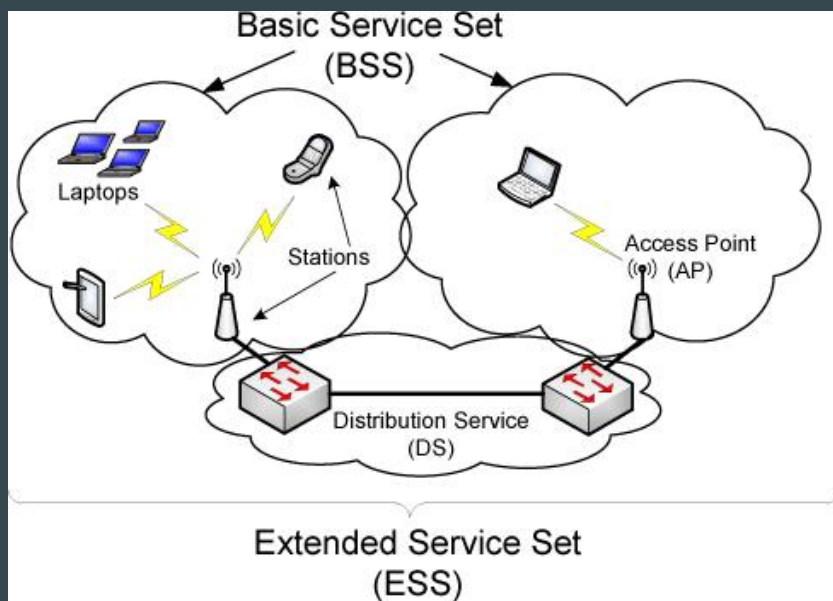 Basic Service Set
(BSS)
Laptops
Stations
Access Point
(AP)
Distribution Service
(DS)
Extended Service Set
(ESS)